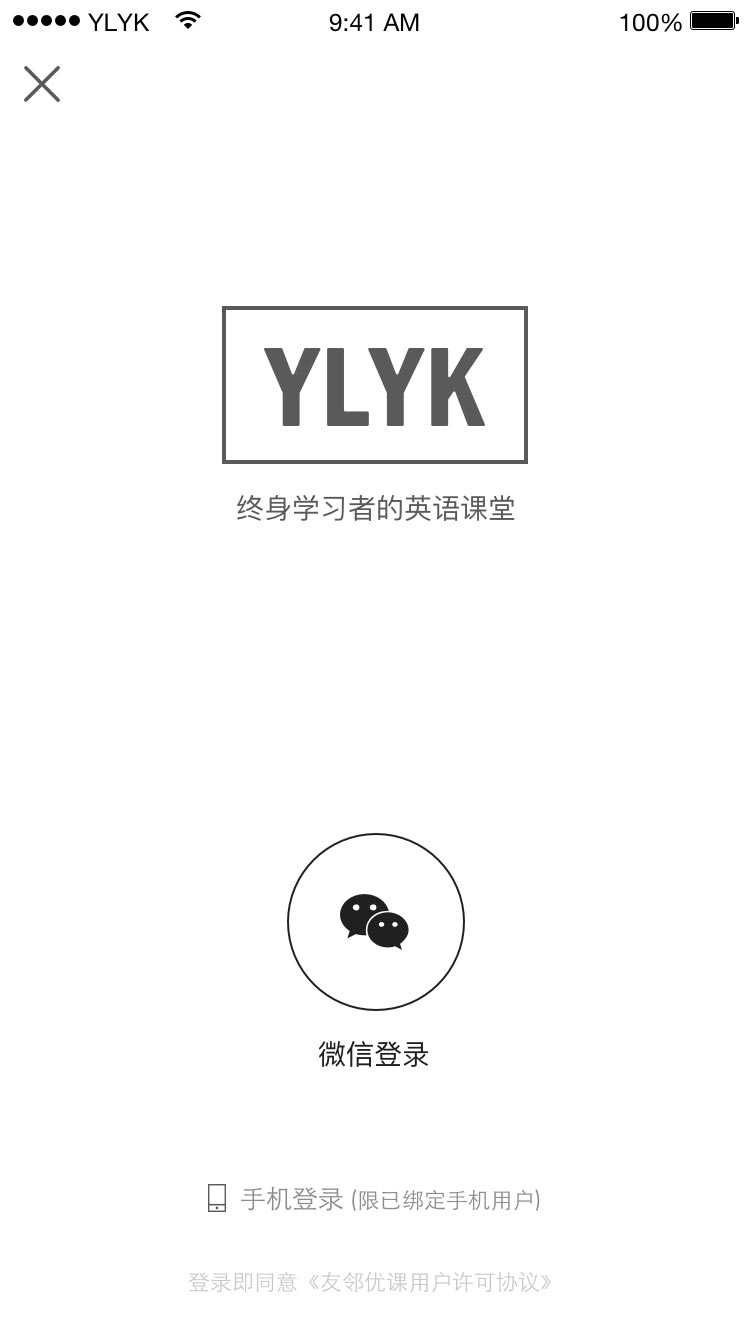 YLYK 9:41 AM 100%
YLYK
终身学习者的英语课堂
微信登录
手机登录 (限已绑定手机用户)
登录即同意《友邻优课用户许可协议》